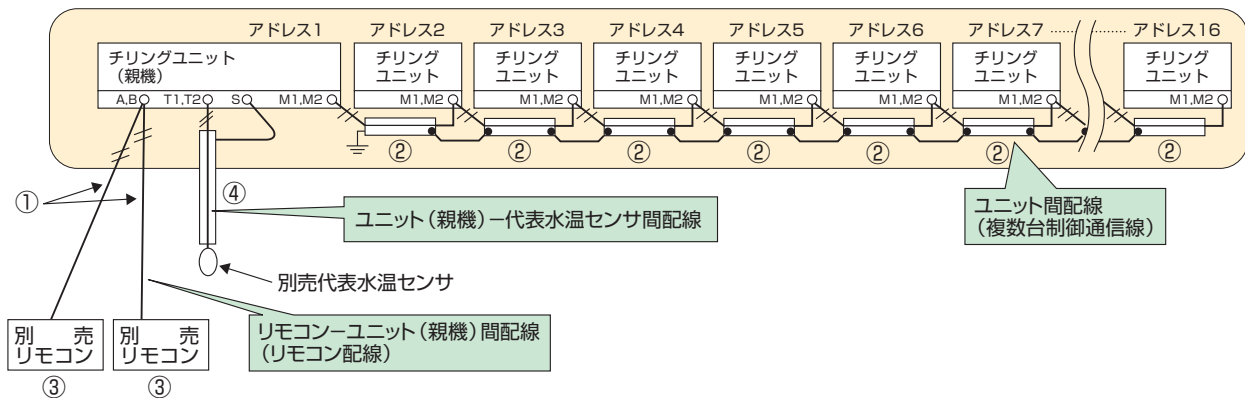 アドレス1
アドレス2
アドレス3
アドレス4
アドレス5
アドレス6
アドレス7
アドレス16
チリングユニット
(親機)
A,B
T1,T2
S
M1,M2
チリング
ユニット
M1,M2
チリング
ユニット
M1,M2
チリング
ユニット
M1,M2
チリング
ユニット
M1,M2
チリング
ユニット
M1,M2
チリング
ユニット
M1,M2
チリング
ユニット
M1,M2
②
②
②
②
②
②
②
①
④
ユニット(親機)ー代表水温センサ間配線
ユニット間配線
(複数台制御通信線)
別売代表水温センサ
リモコンーユニット(親機)間配線
(リモコン配線)
別 売
リモコン
③
別 売
リモコン
③